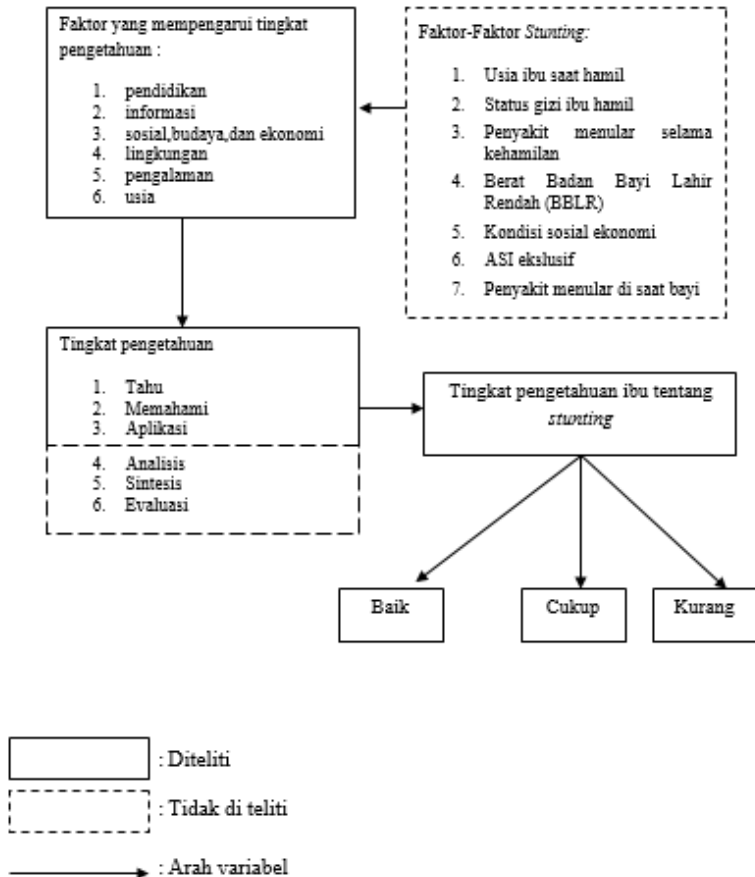 Faktor yang mempengarui tingkat
pengetahuan :
1. pendidikan
2. informasi
3. sosial,budaya,dan ekonomi
4. lingkungan
5. pengalaman
6. usia
Faktor-Faktor Stunting:
1. Usia ibu saat hamil
2. Status gizi ibu hamil
3. Penyakit menular selama
kehamilan
4. Berat Badan Bayi Lahir
Rendah (BBLR)
5. Kondisi sosial ekonomi
6. ASI ekslusif
7. Penyakit menular di saat bayi
Tingkat pengetahuan
1. Tahu
2. Memahami
3. Aplikasi
4. Analisis
5. Sintesis
6. Evaluasi
Tingkat pengetahuan ibu tentang
stunting
Baik
Cukup
Kurang
: Diteliti
: Tidak di teliti
: Arah variabel